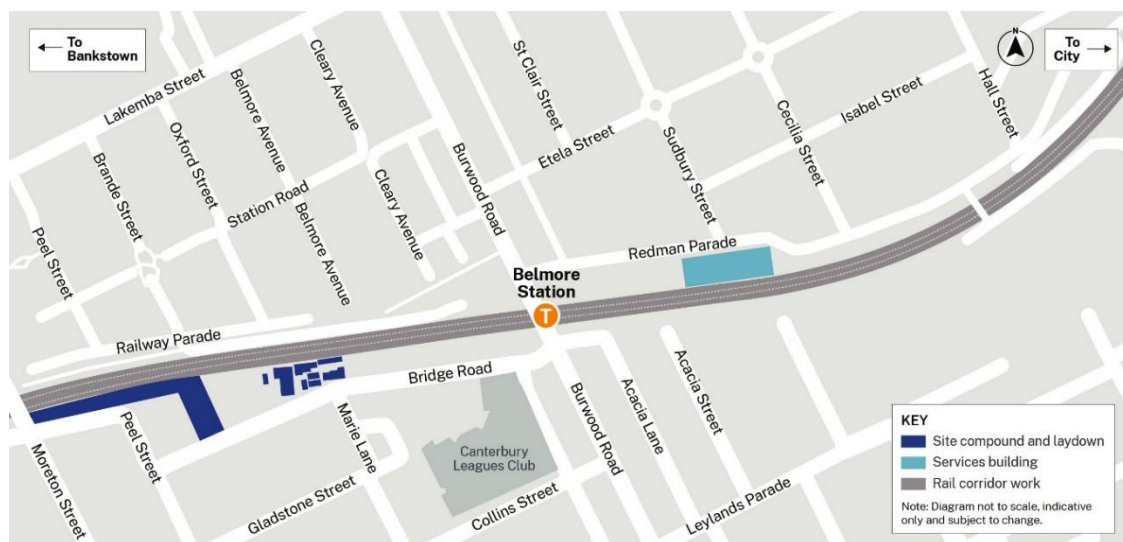 ← To
Bankstown
N
To →
City
Lakemba Street
Brande Street
Oxford Street
Belmore Avenue
Cleary Avenue
St Clair Street
Burwood Road
Etela Street
Sudbury Street
Cecilia Street
Isabel Street
Hall Street
Peel Street
Station Road
Belmore Avenue
Cleary Avenue
Redman Parade
Belmore
Station
T
Railway Parade
Bridge Road
Peel Street
Marie Lane
Moreton Street
Gladstone Street
Canterbury
Leagues Club
Collins Street
Burwood Road
Acacia Lane
Acacia Street
Leylands Parade
KEY
Site compound and laydown
Services building
Rail corridor work
Note: Diagram not to scale, indicative
only and subject to change.